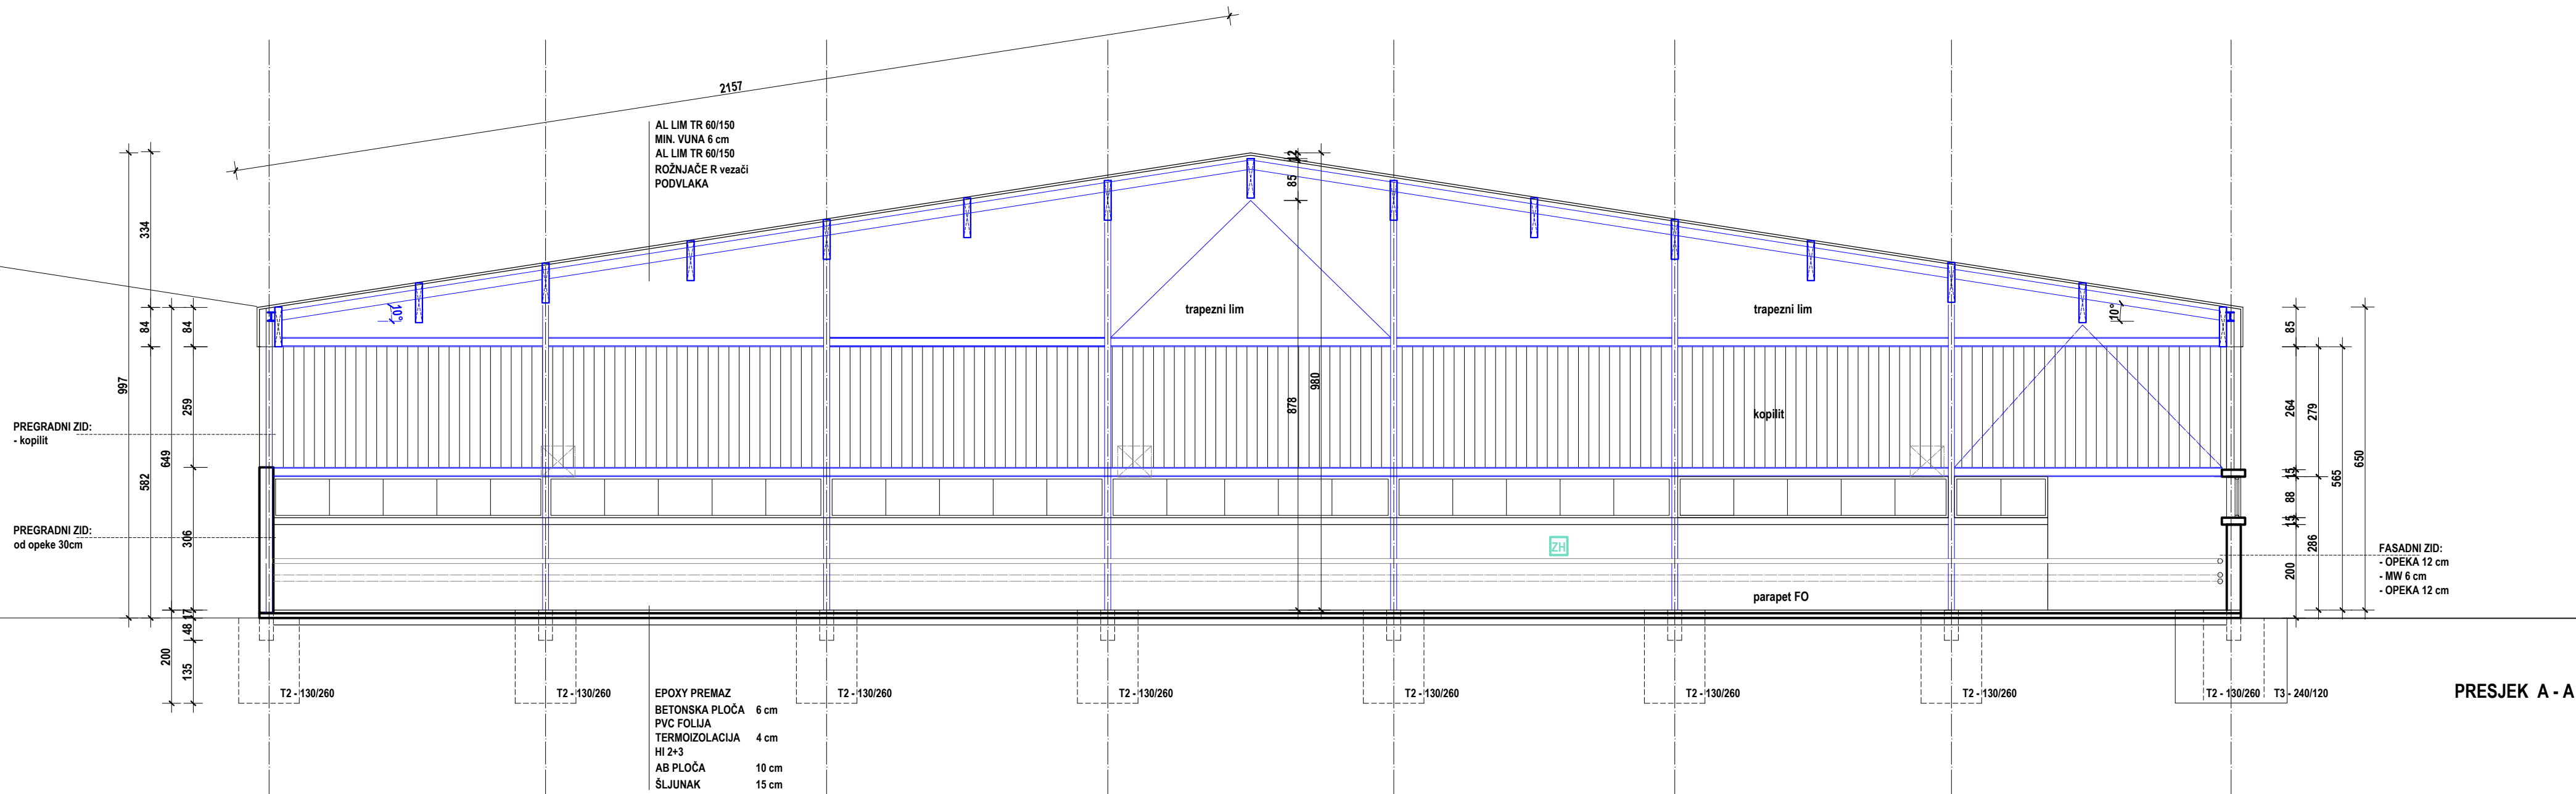 2157
AL LIM TR 60/150
MIN. VUNA 6 cm
AL LIM TR 60/150
ROŽNJAČE R vezači
PODVLAKA
12
85
334
84
84
10°
trapezni lim
trapezni lim
10°
85
997
259
649
582
306
PREGRADNI ZID:
- kopilit
PREGRADNI ZID:
od opeke 30cm
980
878
kopilit
264
279
650
565
15
88
15
286
200
ZH
FASADNI ZID:
- OPEKA 12 cm
- MW 6 cm
- OPEKA 12 cm
parapet FO
17
48
200
135
T2 - 130/260
T2 - 130/260
T2 - 130/260
T2 - 130/260
T2 - 130/260
T2 - 130/260
T2 - 130/260
T2 - 130/260
T3 - 240/120
PRESJEK A - A
EPOXY PREMAZ
BETONSKA PLOČA 6 cm
PVC FOLIJA
TERMOIZOLACIJA 4 cm
HI 2+3
AB PLOČA 10 cm
ŠLJUNAK 15 cm